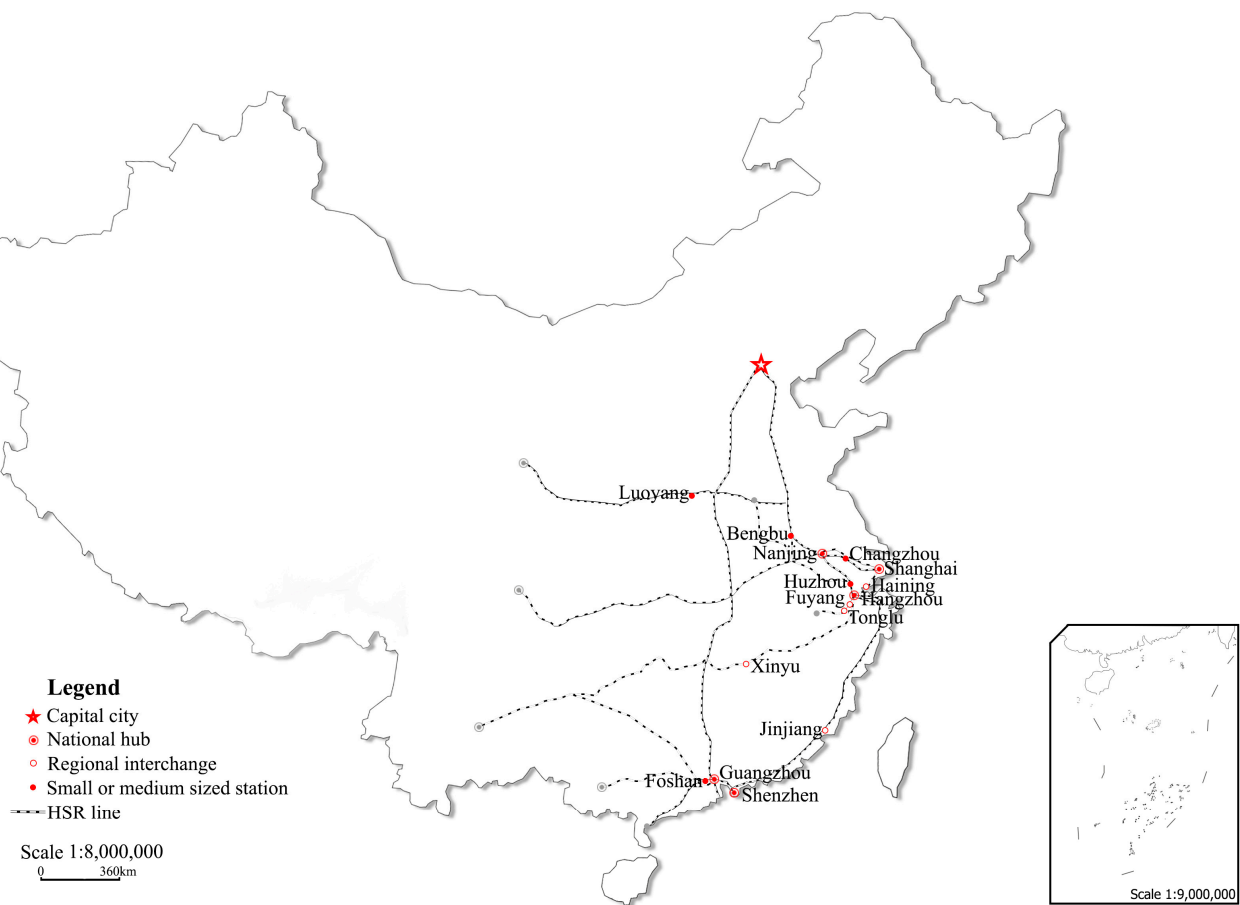 Luoyang
Bengbu
Nanjing
Changzhou
Shanghai
Huzhou
Haining
Fuyang
Hangzhou
Tonglu
Xinyu
Jinjiang
Foshan
Guangzhou
Shenzhen
Legend
Capital city
National hub
Regional interchange
Small or medium sized station
HSR line
Scale 1:8,000,000
0 360km
Scale 1:9,000,000